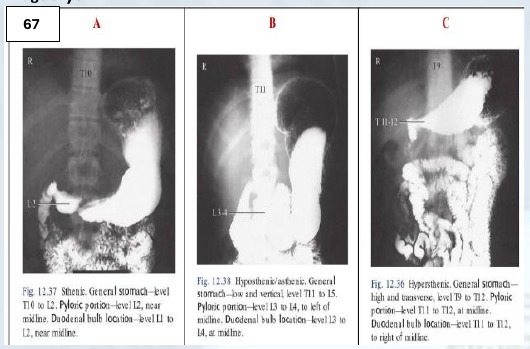 67
A
B
C
R
T10
L2
R
T11
L3-4
R
T9
T 11-12
Fig. 12.37 Sthenic. General stomach—level
T10 to L2. Pyloric portion—level L2, near
midline. Duodenal bulb location—level L1 to
L2, near midline.
Fig. 12.38 Hyposthenic/asthenic. General
stomach—low and vertical, level T11 to L5.
Pyloric portion—level L3 to L4, to left of
midline. Duodenal bulb location—level L3 to
L4, at midline.
Fig. 12.36 Hypersthenic. General stomach—
high and transverse, level T9 to T12. Pyloric
portion—level T11 to T12, at midline.
Duodenal bulb location—level T11 to T12,
to right of midline.